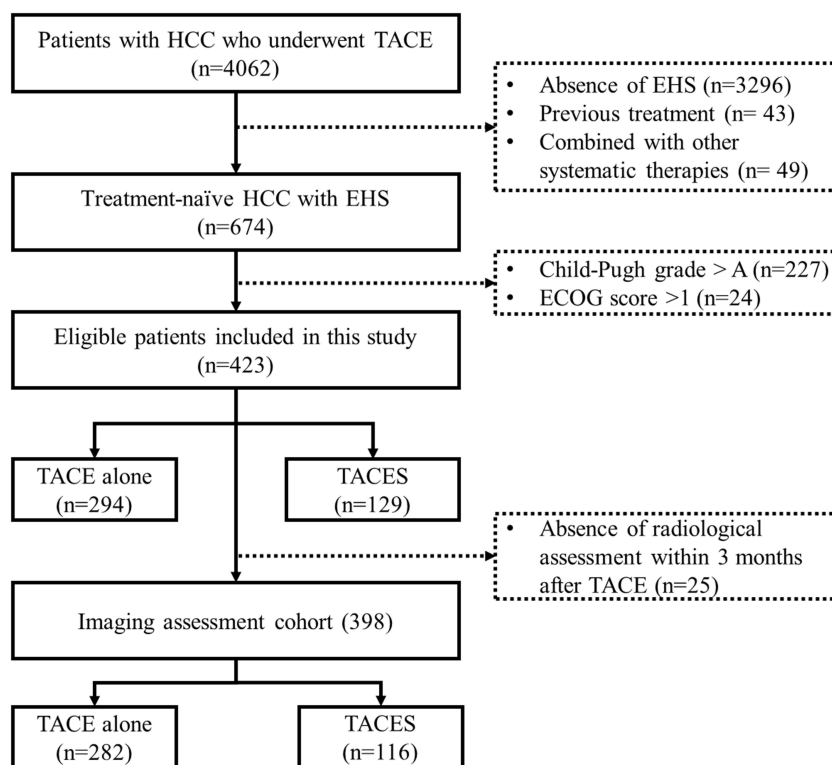 Patients with HCC who underwent TACE
(n=4062)
• Absence of EHS (n=3296)
• Previous treatment (n= 43)
• Combined with other
systematic therapies (n= 49)
Treatment-naïve HCC with EHS
(n=674)
• Child-Pugh grade > A (n=227)
• ECOG score >1 (n=24)
Eligible patients included in this study
(n=423)
TACE alone
(n=294)
TACES
(n=129)
• Absence of radiological
assessment within 3 months
after TACE (n=25)
Imaging assessment cohort (398)
TACE alone
(n=282)
TACES
(n=116)